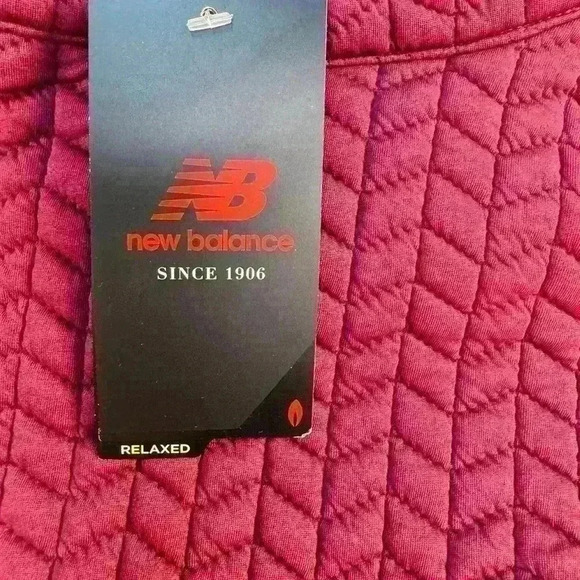 NB
new balance
SINCE 1906
RELAXED